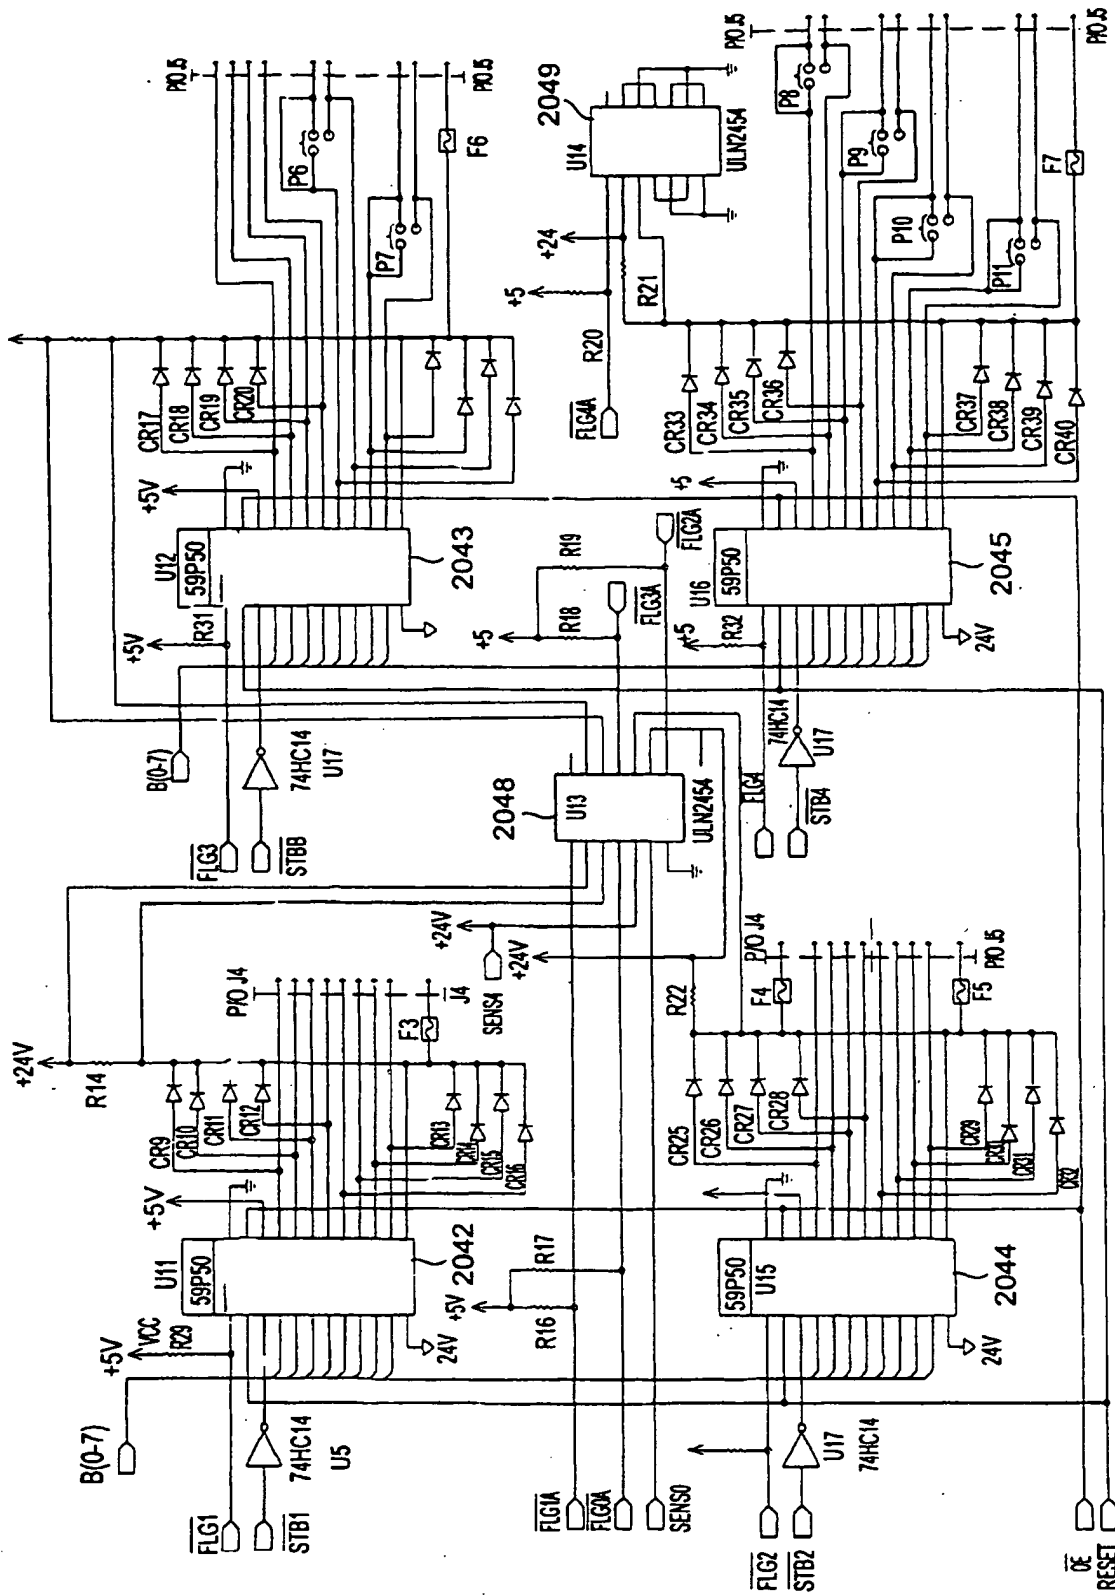 P/O J5
P/O J5
P6
P7
F6
CR17
CR18
CR19
CR20
+5V
U12
59P50
2043
+5V
R31
B(0-7)
74HC14
U17
FLG3
STBB
2049
U14
ULN2454
+24
+5
R21
R20
FLG4A
P/O J5
P/O J5
P8
P9
P10
P11
F7
CR33
CR34
CR35
CR36
CR37
CR38
CR39
CR40
+5
U16
59P50
2045
+5
R32
24V
74HC14
U17
FLG4
STB4
R19
R18
+5
FLG3A
FLG2A
2048
U13
ULN2454
+24V
SENS4
+24V
+24V
R14
P/O J4
J4
F3
CR9
CR10
CR11
CR12
CR13
CR14
CR15
CR16
+5V
U11
59P50
2042
+5V
VCC
R29
24V
B(0-7)
74HC14
U5
FLG1
STB1
R17
R16
+5V
FLG1A
FLG0A
SENS0
P/O J4
P/O J5
F4
F5
R22
CR25
CR26
CR27
CR28
CR29
CR31
CR32
59P50
U15
2044
24V
U17
74HC14
FLG2
STB2
OE
RESET